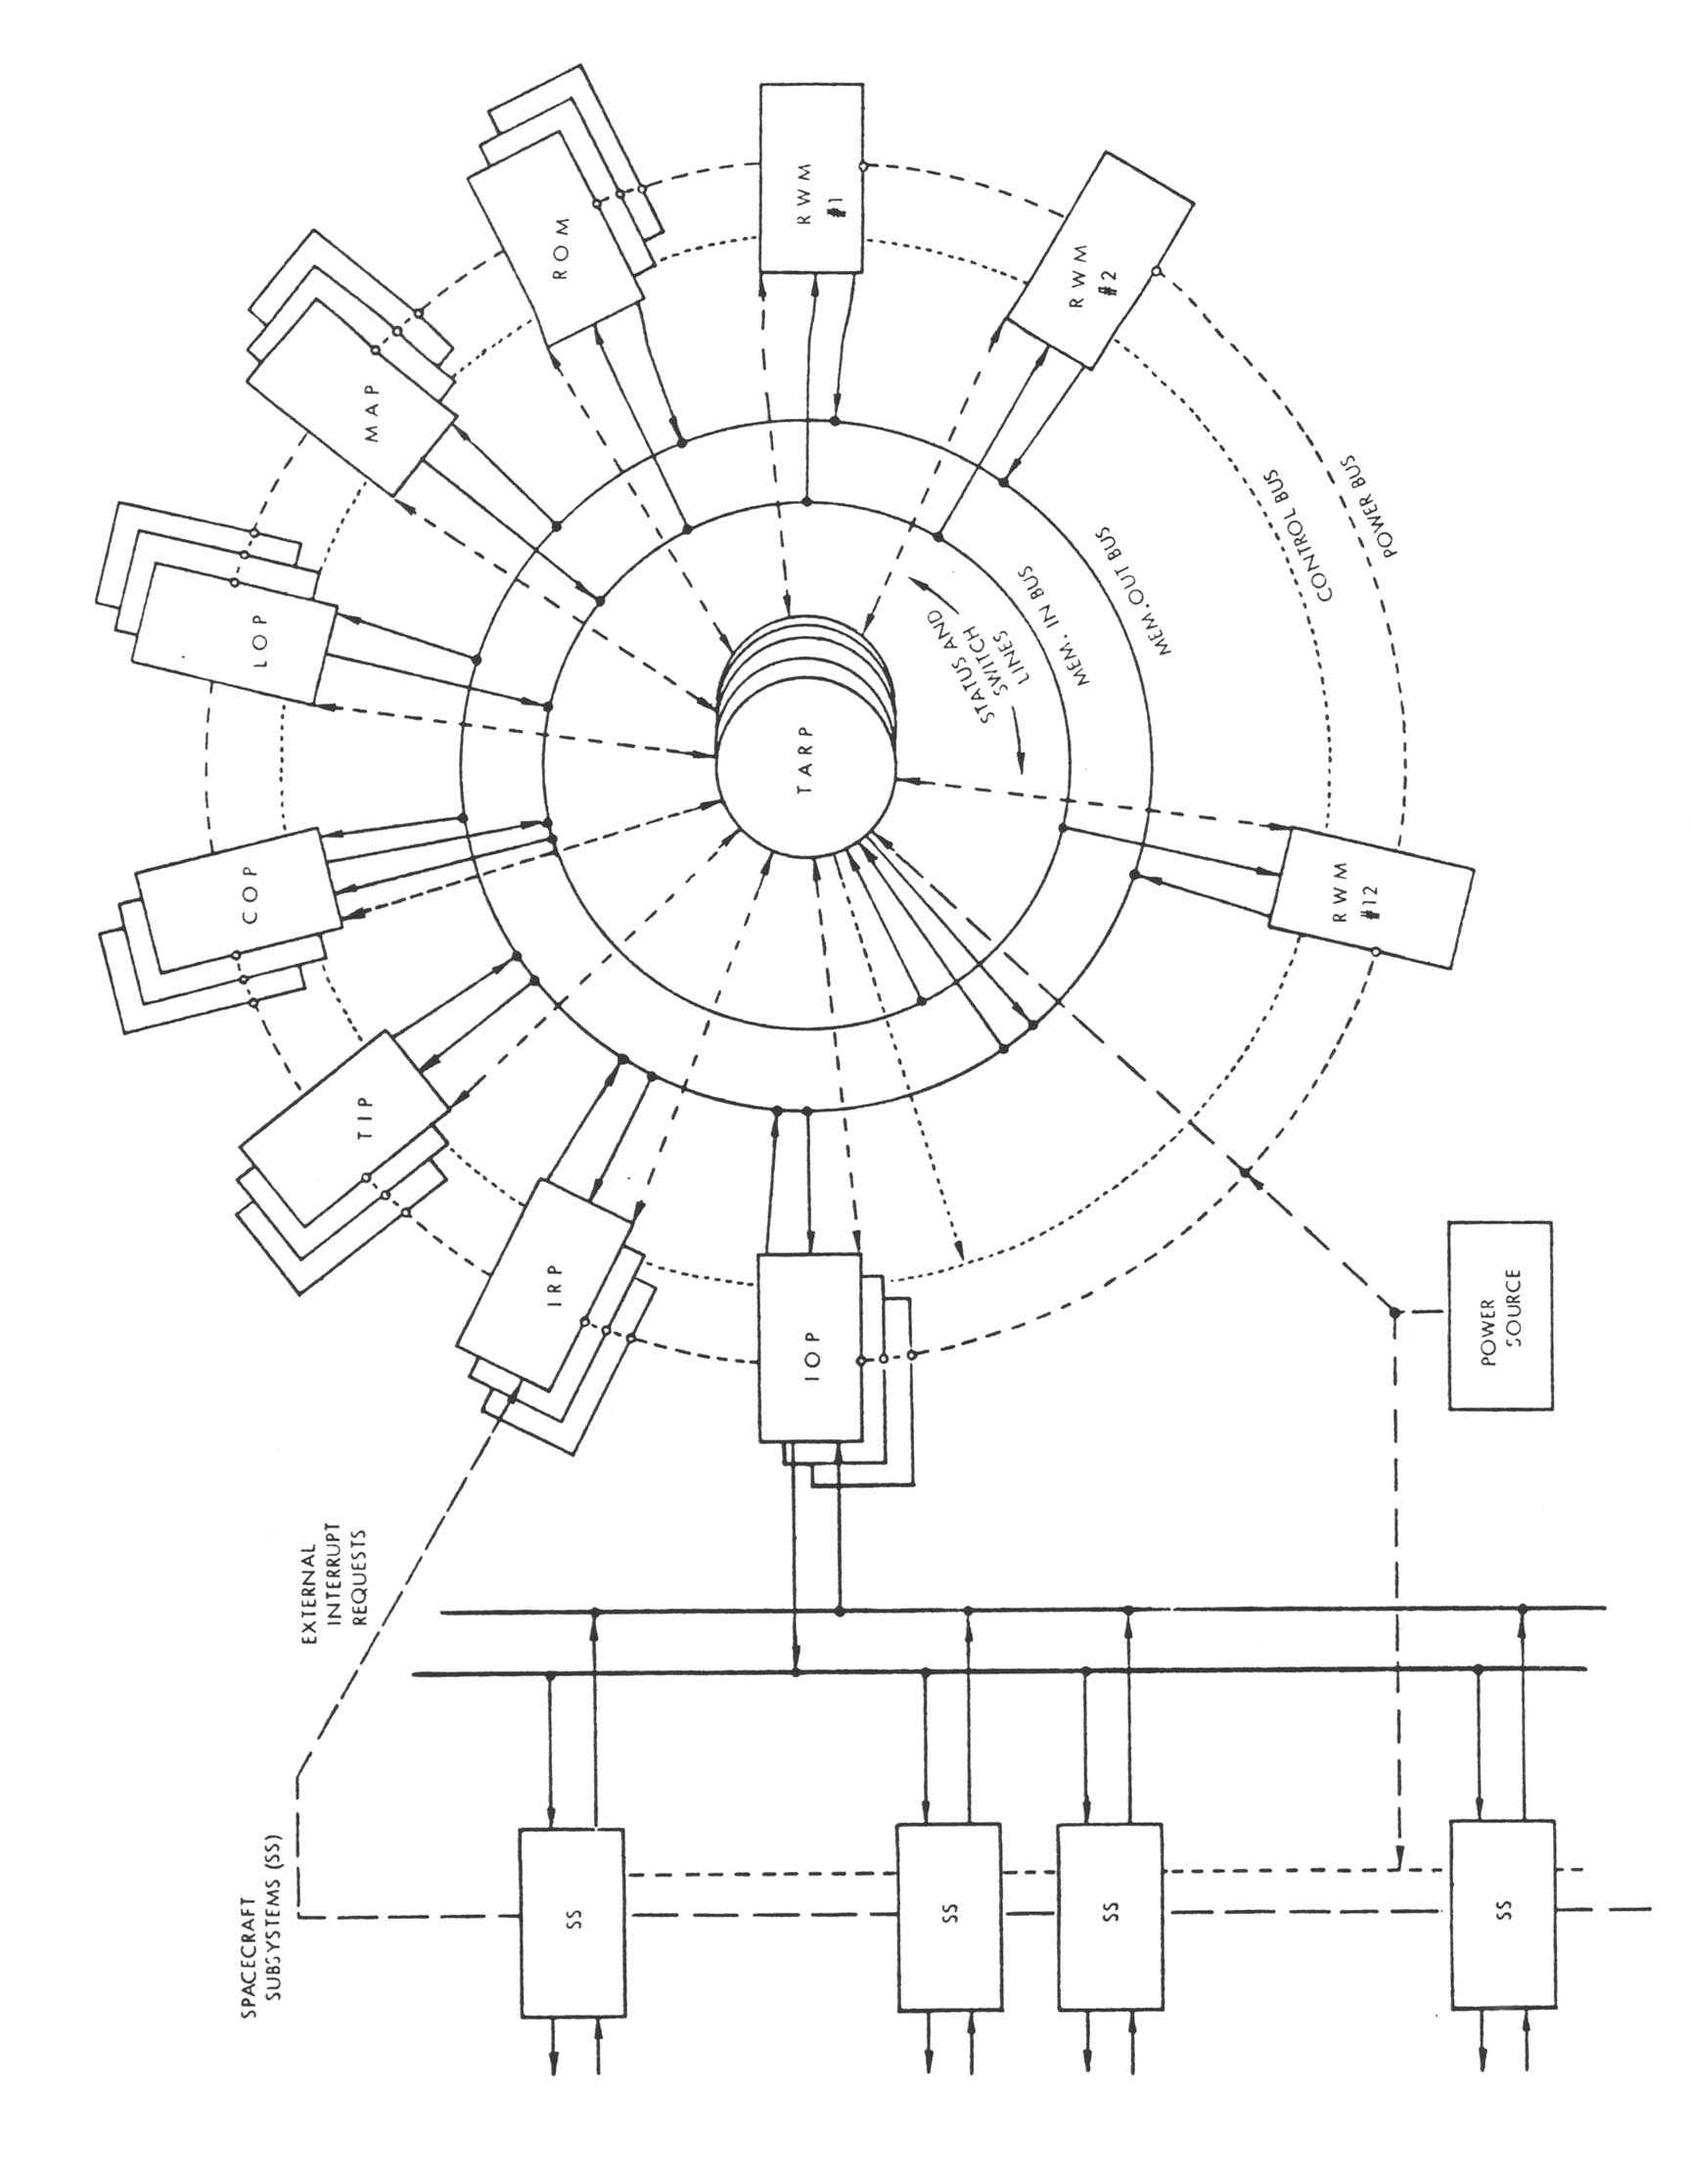 ROM
RWM
#1
RWM
#2
MAP
LOP
COP
TIP
IRP
IOP
TARP
RWM
#12
STATUS AND
SWITCH
LINES
MEM. IN BUS
MEM. OUT BUS
CONTROL BUS
POWER BUS
POWER
SOURCE
EXTERNAL
INTERRUPT
REQUESTS
SPACECRAFT
SUBSYSTEMS (SS)
SS
SS
SS
SS